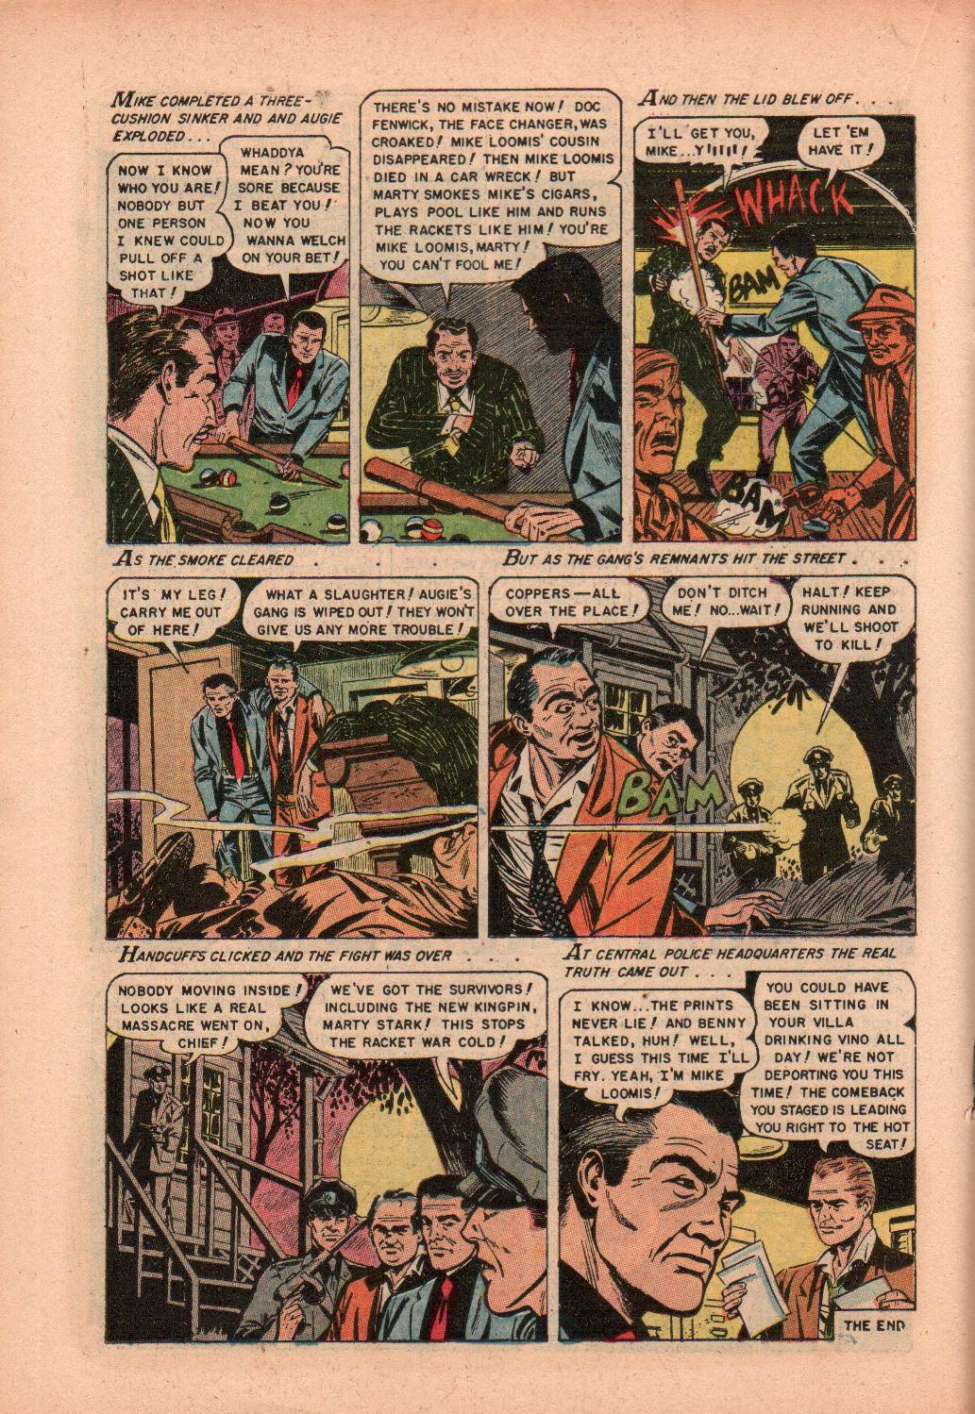 MIKE COMPLETED A THREE-
CUSHION SINKER AND AND AUGIE
EXPLODED...
NOW I KNOW
WHO YOU ARE!
NOBODY BUT
ONE PERSON
I KNEW COULD
PULL OFF A
SHOT LIKE
THAT!
WHADDYA
MEAN? YOU'RE
SORE BECAUSE
I BEAT YOU!
NOW YOU
WANNA WELCH
ON YOUR BET!
THERE'S NO MISTAKE NOW! DOC
FENWICK, THE FACE CHANGER, WAS
CROAKED! MIKE LOOMIS' COUSIN
DISAPPEARED! THEN MIKE LOOMIS
DIED IN A CAR WRECK! BUT
MARTY SMOKES MIKE'S CIGARS,
PLAYS POOL LIKE HIM AND RUNS
THE RACKETS LIKE HIM! YOU'RE
MIKE LOOMIS, MARTY!
YOU CAN'T FOOL ME!
AND THEN THE LID BLEW OFF. . . .
I'LL GET YOU,
MIKE...YIIIII!
LET 'EM
HAVE IT!
WHACK
BAM
BAM
AS THE SMOKE CLEARED . . . .
IT'S MY LEG!
CARRY ME OUT
OF HERE!
WHAT A SLAUGHTER! AUGIE'S
GANG IS WIPED OUT! THEY WON'T
GIVE US ANY MORE TROUBLE!
BUT AS THE GANG'S REMNANTS HIT THE STREET . . . .
COPPERS—ALL
OVER THE PLACE!
DON'T DITCH
ME! NO...WAIT!
HALT! KEEP
RUNNING AND
WE'LL SHOOT
TO KILL!
BAM
HANDCUFFS CLICKED AND THE FIGHT WAS OVER . . . .
NOBODY MOVING INSIDE!
LOOKS LIKE A REAL
MASSACRE WENT ON,
CHIEF!
WE'VE GOT THE SURVIVORS!
INCLUDING THE NEW KINGPIN,
MARTY STARK! THIS STOPS
THE RACKET WAR COLD!
AT CENTRAL POLICE HEADQUARTERS THE REAL
TRUTH CAME OUT . . . .
I KNOW...THE PRINTS
NEVER LIE! AND BENNY
TALKED, HUH! WELL,
I GUESS THIS TIME I'LL
FRY. YEAH, I'M MIKE
LOOMIS!
YOU COULD HAVE
BEEN SITTING IN
YOUR VILLA
DRINKING VINO ALL
DAY! WE'RE NOT
DEPORTING YOU THIS
TIME! THE COMEBACK
YOU STAGED IS LEADING
YOU RIGHT TO THE HOT
SEAT!
THE END